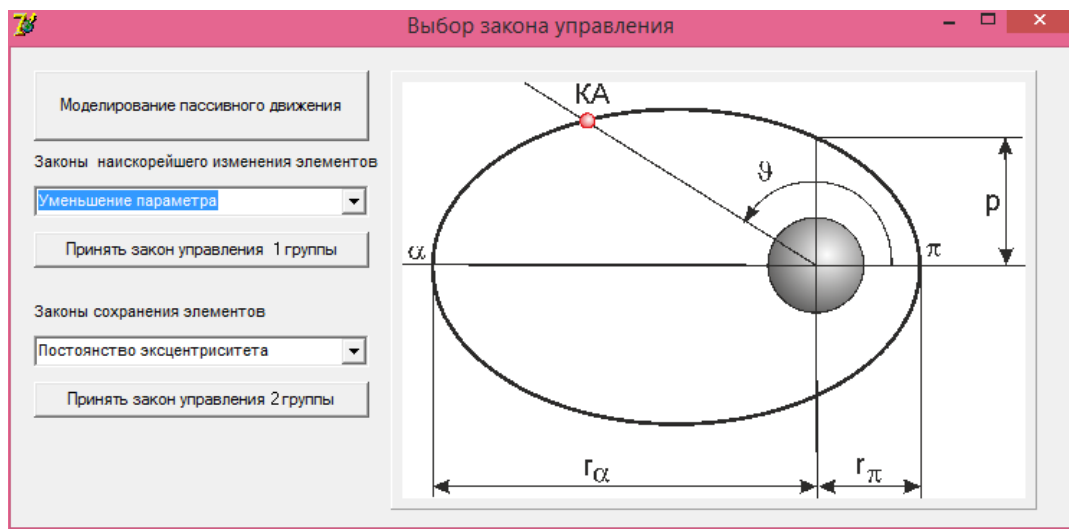 Выбор закона управления
Моделирование пассивного движения
Законы наискорейшего изменения элементов
Уменьшение параметра
Принять закон управления 1 группы
Законы сохранения элементов
Постоянство эксцентриситета
Принять закон управления 2 группы
КА
ϑ
p
α
π
rα
rπ